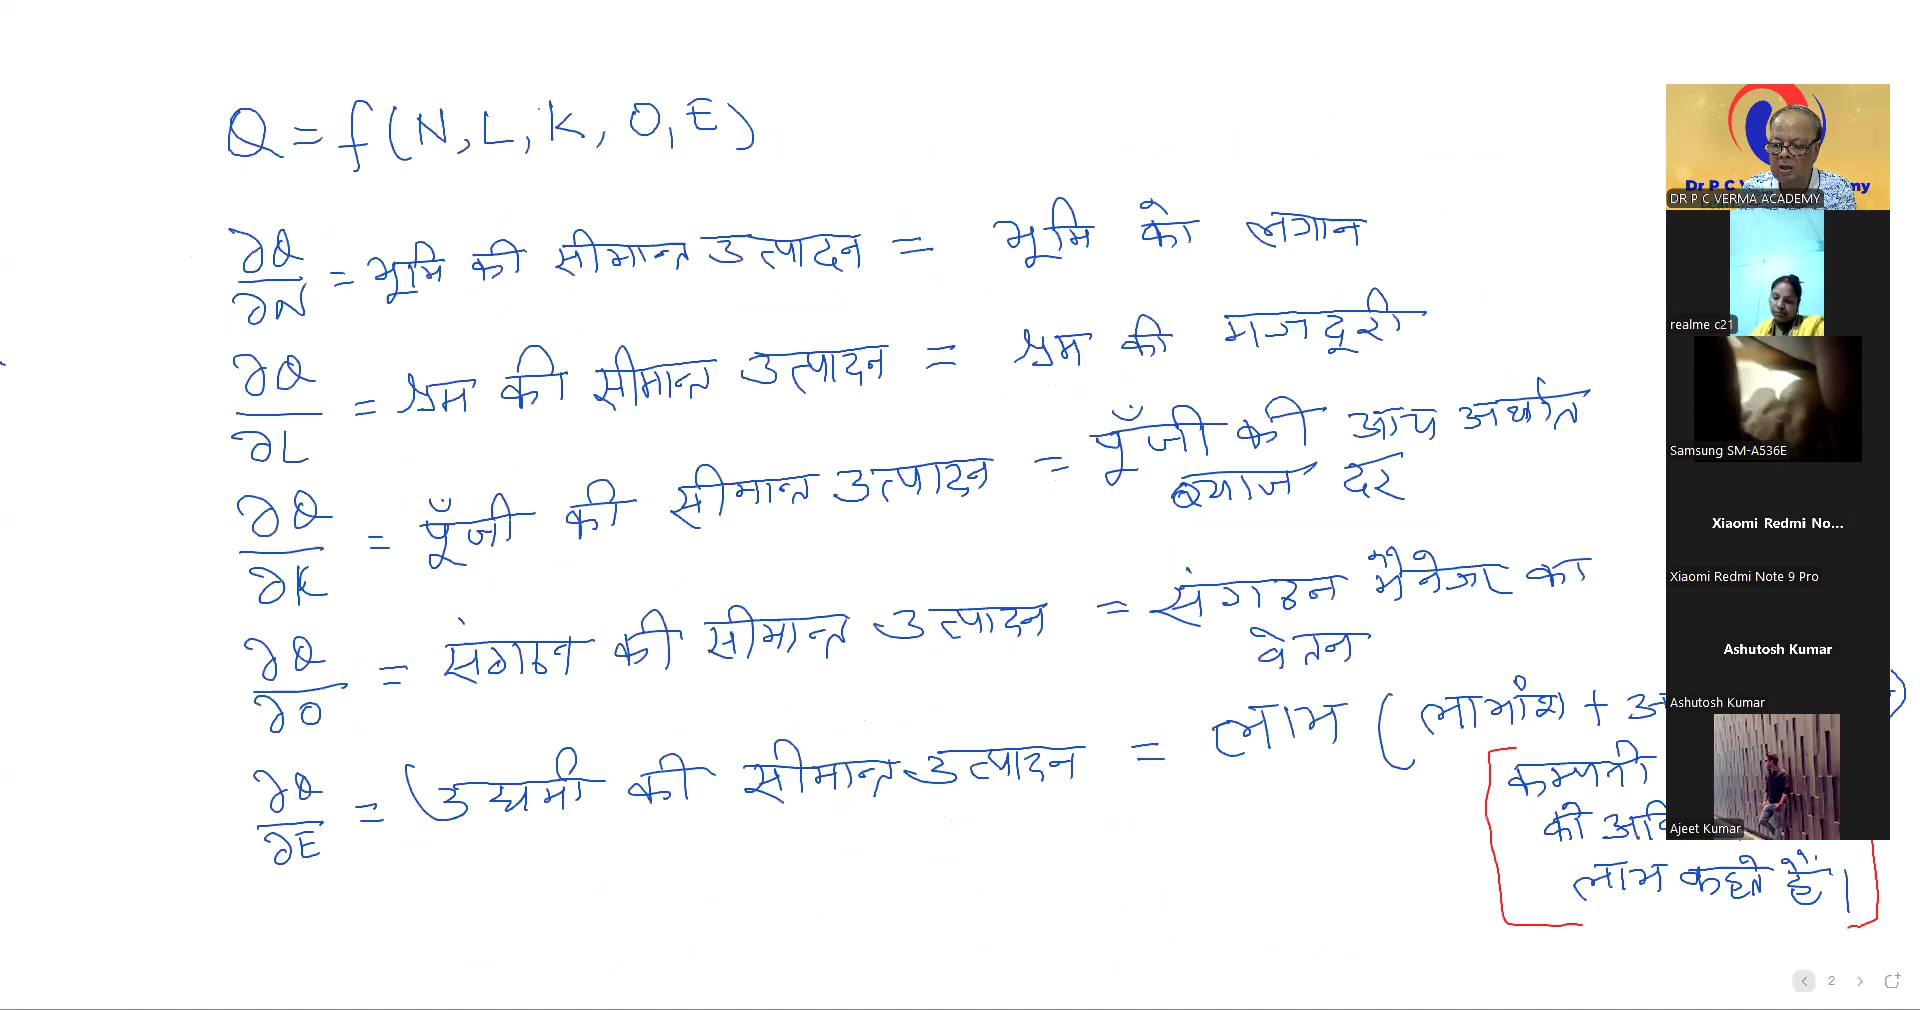 Q = f(N, L, K, O, E)
∂Q/∂N = भूमि की सीमान्त उत्पादन = भूमि को लगान
∂Q/∂L = श्रम की सीमान्त उत्पादन = श्रम की मजदूरी
∂Q/∂K = पूँजी की सीमान्त उत्पादन = पूँजी की आय अर्थात
ब्याज दर
∂Q/∂O = संगठन की सीमान्त उत्पादन = संगठन मैनेजर का
वेतन
∂Q/∂E = उद्यमी की सीमान्त उत्पादन = लाभ (लाभांश +
कम्पनी
की
लाभ कहते हैं।
Dr P C
my
DR P C VERMA ACADEMY
realme c21
Samsung SM-A536E
Xiaomi Redmi No...
Xiaomi Redmi Note 9 Pro
Ashutosh Kumar
Ashutosh Kumar
Ajeet Kumar
2